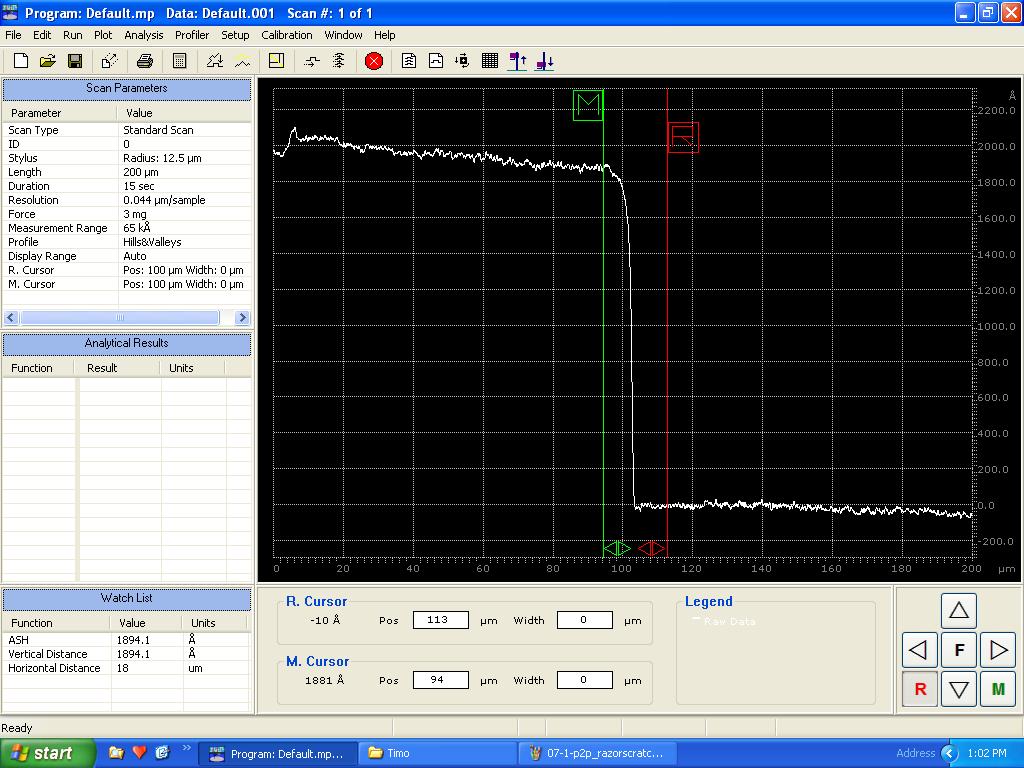 Program: Default.mp   Data: Default.001   Scan #: 1 of 1
File Edit Run Plot Analysis Profiler Setup Calibration Window Help
Scan Parameters
Parameter Value
Scan Type Standard Scan
ID 0
Stylus Radius: 12.5 µm
Length 200 µm
Duration 15 sec
Resolution 0.044 µm/sample
Force 3 mg
Measurement Range 65 kÅ
Profile Hills&Valleys
Display Range Auto
R. Cursor Pos: 100 µm Width: 0 µm
M. Cursor Pos: 100 µm Width: 0 µm
Analytical Results
Function Result Units
Watch List
Function Value Units
ASH 1894.1 Å
Vertical Distance 1894.1 Å
Horizontal Distance 18 um
M
R
Å
2200.0
2000.0
1800.0
1600.0
1400.0
1200.0
1000.0
800.0
600.0
400.0
200.0
0.0
-200.0
0 20 40 60 80 100 120 140 160 180 200 µm
R. Cursor
-10 Å Pos 113 µm Width 0 µm
M. Cursor
1881 Å Pos 94 µm Width 0 µm
Legend
Raw Data
F
R M
Ready
start Program: Default.mp... Timo 07-1-p2p_razorscratc... Address 1:02 PM